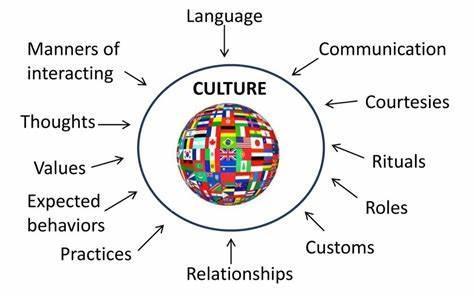 Language
Communication
Courtesies
Rituals
Roles
Customs
Relationships
Practices
Expected
behaviors
Values
Thoughts
Manners of
interacting
CULTURE